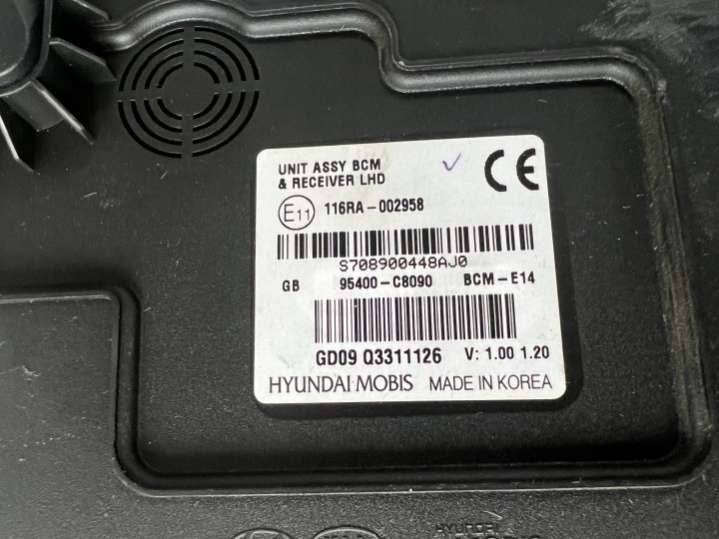 UNIT ASSY BCM
& RECEIVER LHD
CE
E11 116RA-002958
S708900448AJ0
GB 95400-C8090 BCM-E14
GD09 Q3311126 V: 1.00 1.20
HYUNDAI MOBIS MADE IN KOREA